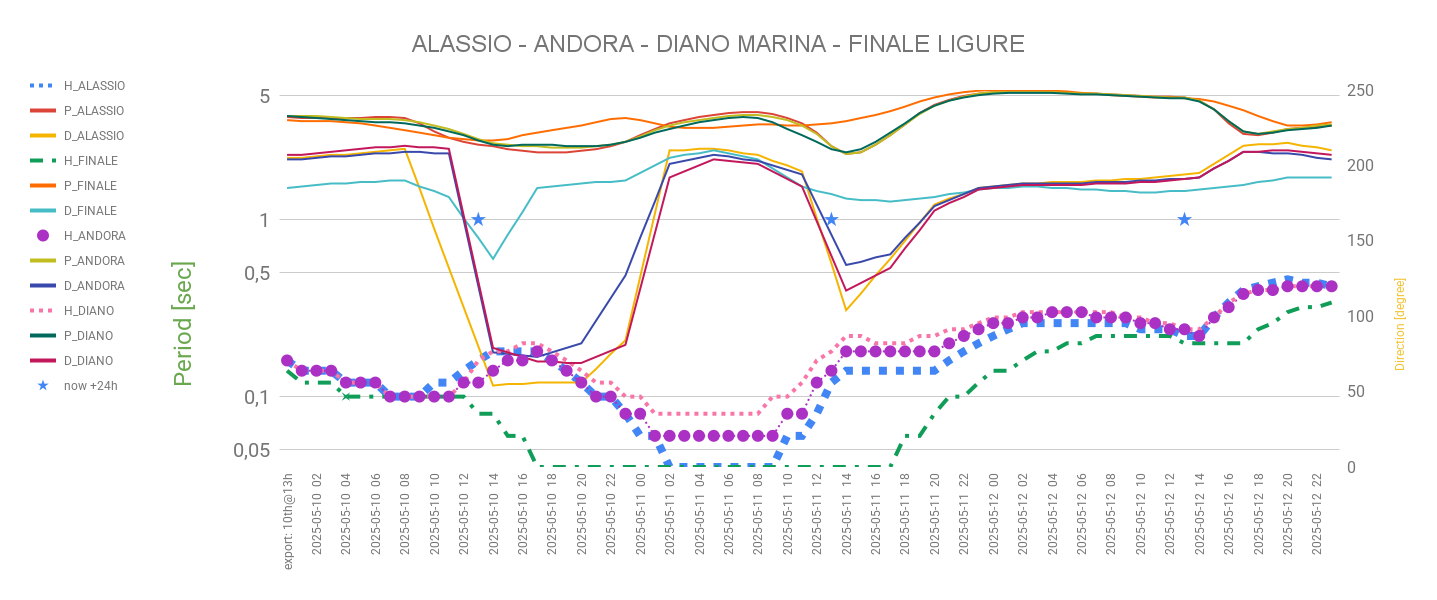 ALASSIO - ANDORA - DIANO MARINA - FINALE LIGURE
H_ALASSIO
P_ALASSIO
D_ALASSIO
H_FINALE
P_FINALE
D_FINALE
H_ANDORA
P_ANDORA
D_ANDORA
H_DIANO
P_DIANO
D_DIANO
now +24h
Period [sec]
5
1
0,5
0,1
0,05
250
200
150
100
50
0
Direction [degree]
export: 10th@13h
2025-05-10 02
2025-05-10 04
2025-05-10 06
2025-05-10 08
2025-05-10 10
2025-05-10 12
2025-05-10 14
2025-05-10 16
2025-05-10 18
2025-05-10 20
2025-05-10 22
2025-05-11 00
2025-05-11 02
2025-05-11 04
2025-05-11 06
2025-05-11 08
2025-05-11 10
2025-05-11 12
2025-05-11 14
2025-05-11 16
2025-05-11 18
2025-05-11 20
2025-05-11 22
2025-05-12 00
2025-05-12 02
2025-05-12 04
2025-05-12 06
2025-05-12 08
2025-05-12 10
2025-05-12 12
2025-05-12 14
2025-05-12 16
2025-05-12 18
2025-05-12 20
2025-05-12 22